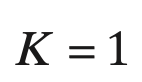 K = 1